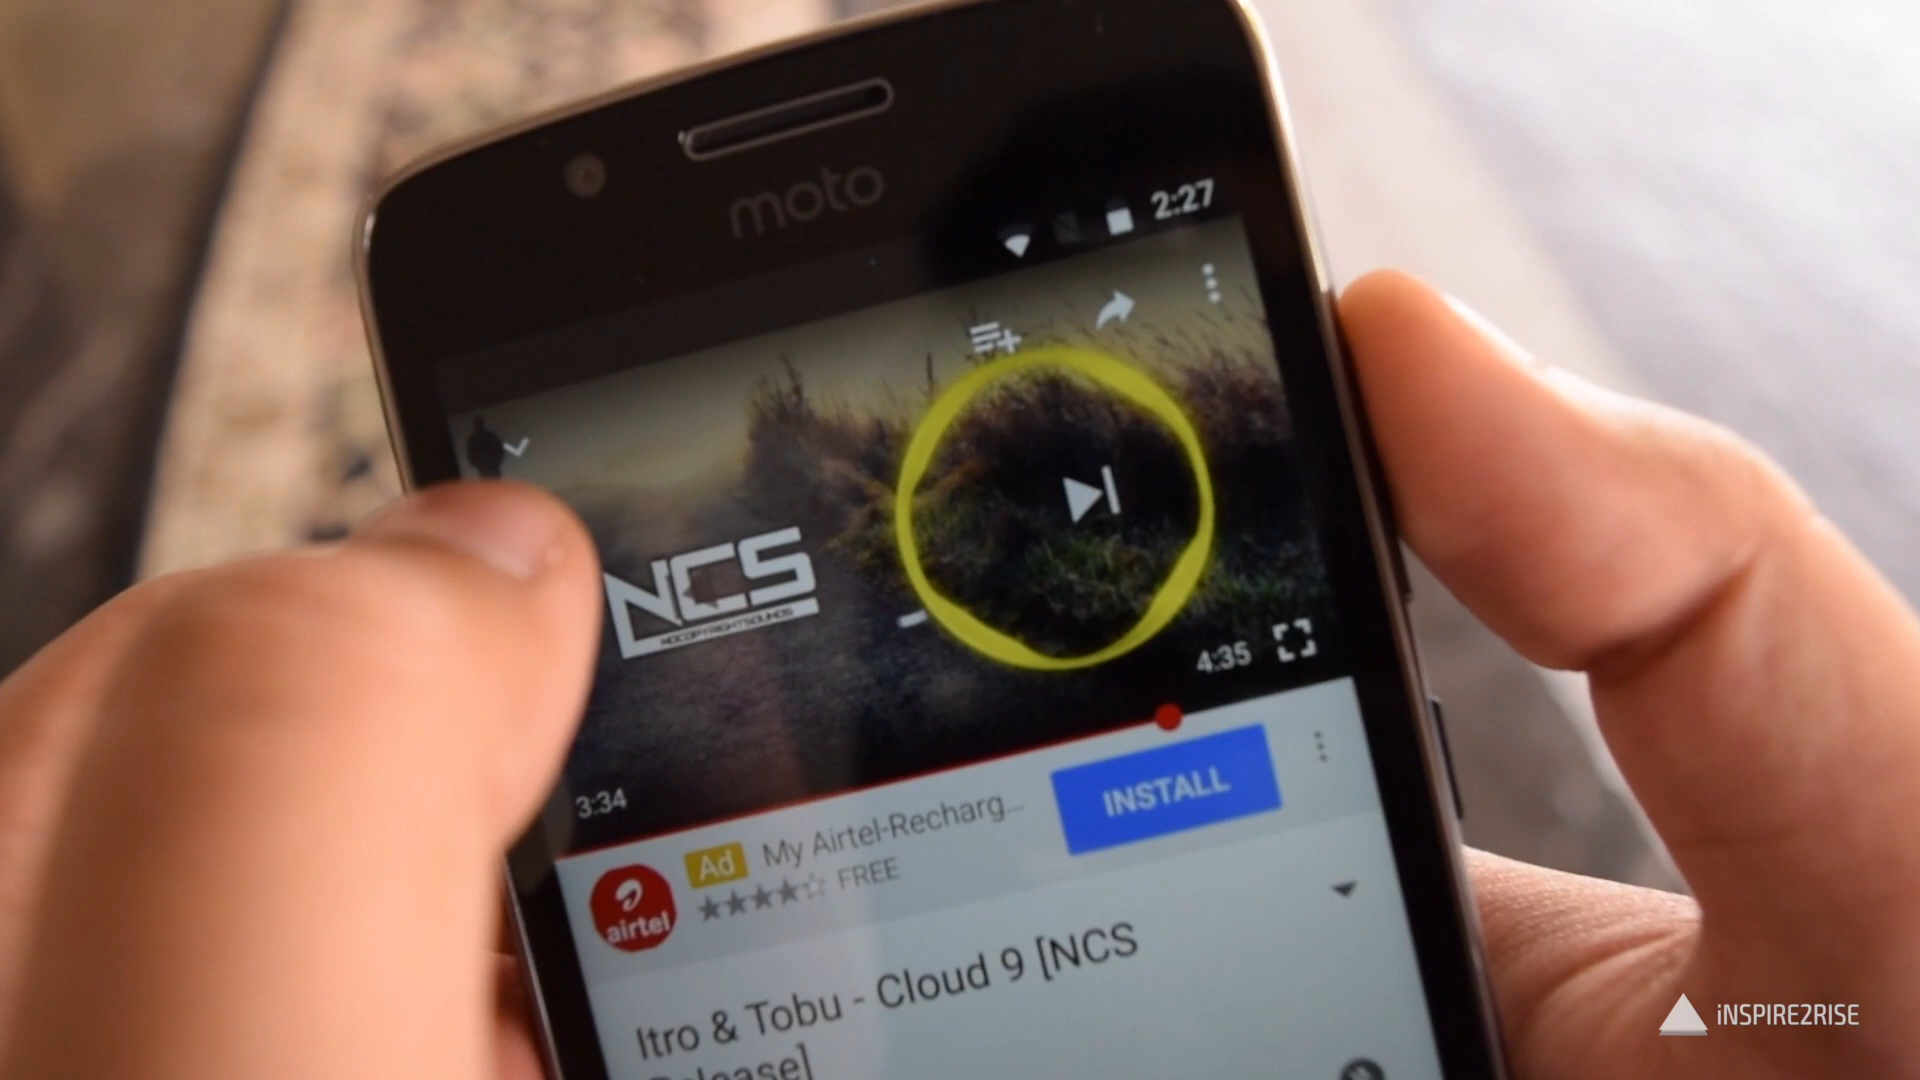 moto
2:27
NCS
NOCOPYRIGHTSOUNDS
4:35
3:34
Ad My Airtel-Recharg...
INSTALL
FREE
airtel
Itro & Tobu - Cloud 9 [NCS
Release]
iNSPIRE2RISE